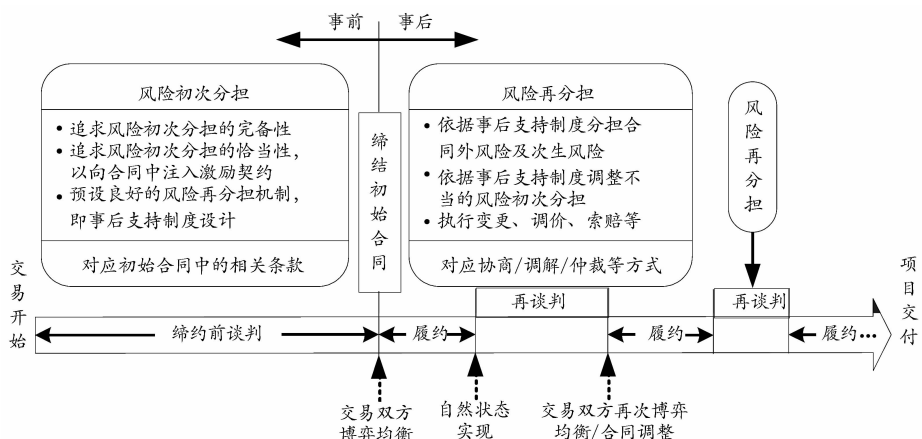 事前
事后
风险初次分担
• 追求风险初次分担的完备性
• 追求风险初次分担的恰当性，
以向合同中注入激励契约
• 预设良好的风险再分担机制，
即事后支持制度设计
对应初始合同中的相关条款
缔结初始合同
风险再分担
• 依据事后支持制度分担合
同外风险及次生风险
• 依据事后支持制度调整不
当的风险初次分担
• 执行变更、调价、索赔等
对应协商/调解/仲裁等方式
风险再分担
交易开始
缔约前谈判
履约
再谈判
履约
再谈判
履约…
项目交付
交易双方
博弈均衡
自然状态
实现
交易双方再次博弈
均衡/合同调整